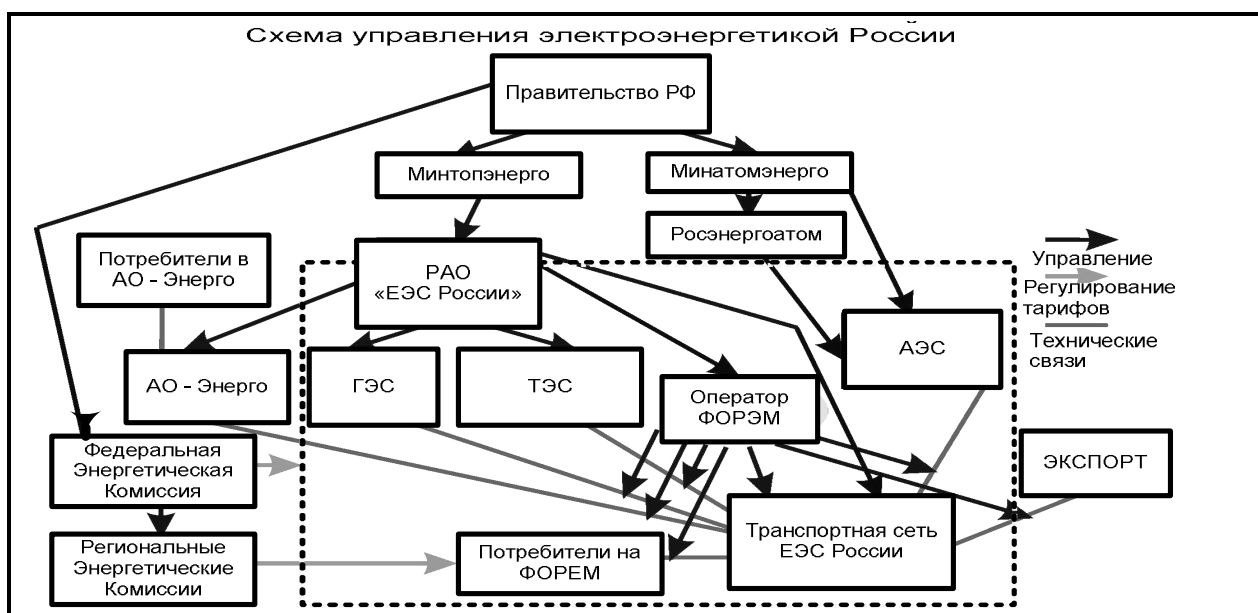 Схема управления электроэнергетикой России
Правительство РФ
Минтопэнерго
Минатомэнерго
Росэнергоатом
Потребители в
АО - Энерго
РАО
«ЕЭС России»
Управление
Регулирование
тарифов
Технические
связи
АО - Энерго
ГЭС
ТЭС
Оператор
ФОРЭМ
АЭС
Федеральная
Энергетическая
Комиссия
ЭКСПОРТ
Региональные
Энергетические
Комиссии
Потребители на
ФОРЕМ
Транспортная сеть
ЕЭС России